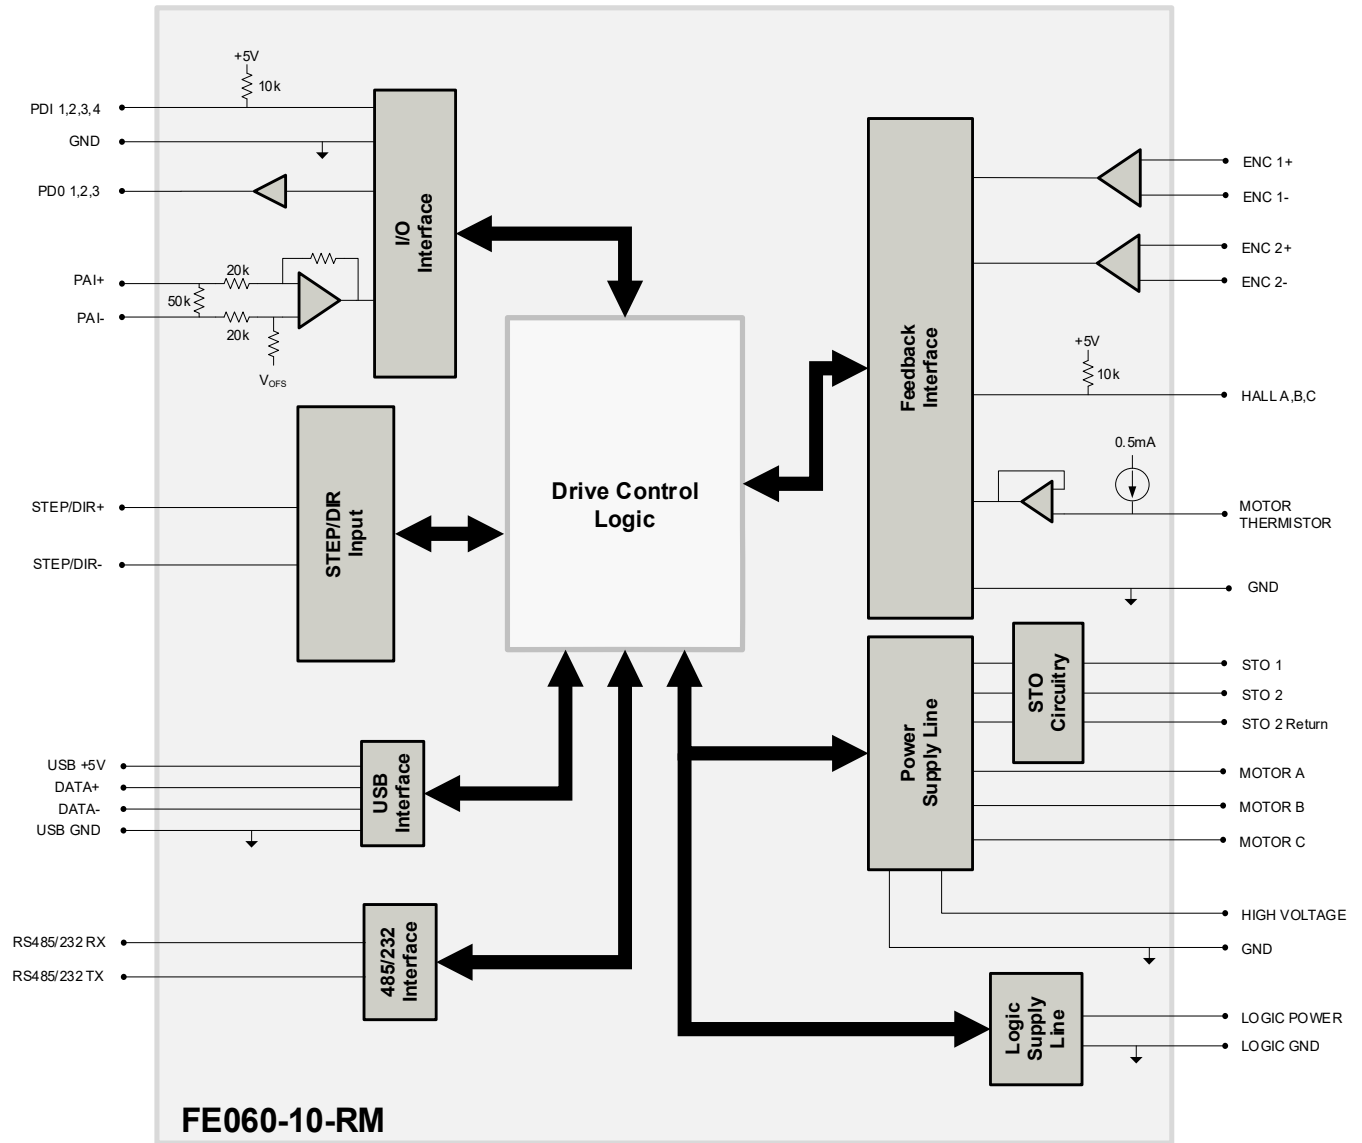 +5V
10k
PDI 1,2,3,4
GND
PD0 1,2,3
I/O
Interface
PAI+
20k
50k
PAI-
20k
VOFS
STEP/DIR+
STEP/DIR-
STEP/DIR
Input
Drive Control
Logic
Feedback
Interface
ENC 1+
ENC 1-
ENC 2+
ENC 2-
+5V
10k
HALL A,B,C
0.5mA
MOTOR
THERMISTOR
GND
STO
Circuitry
STO 1
STO 2
STO 2 Return
Power
Supply Line
MOTOR A
MOTOR B
MOTOR C
HIGH VOLTAGE
GND
USB +5V
DATA+
DATA-
USB GND
USB
Interface
RS485/232 RX
RS485/232 TX
485/232
Interface
Logic
Supply
Line
LOGIC POWER
LOGIC GND
FE060-10-RM